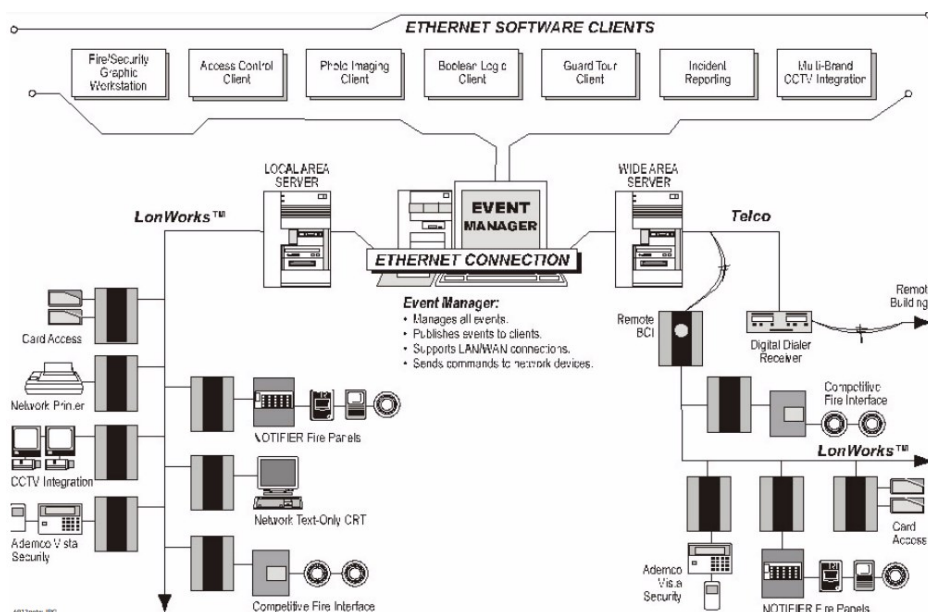 ETHERNET SOFTWARE CLIENTS
Fire/Security
Graphic
Workstation
Access Control
Client
Photo Imaging
Client
Boolean Logic
Client
Guard Tour
Client
Incident
Reporting
Multi-Brand
CCTV Integration
LOCAL AREA
SERVER
WIDE AREA
SERVER
LonWorks™
EVENT
MANAGER
Telco
ETHERNET CONNECTION
Event Manager:
• Manages all events.
• Publishes events to clients.
• Supports LAN/WAN connections.
• Sends commands to network devices.
Remote
BCI
Digital Dialer
Receiver
Remote
Building
Card Access
Network Printer
NOTIFIER Fire Panels
CCTV Integration
Network Text-Only CRT
Ademco Vista
Security
Competitive Fire Interface
Competitive
Fire Interface
LonWorks™
Ademco
Vista
Security
NOTIFIER Fire Panels
Card
Access